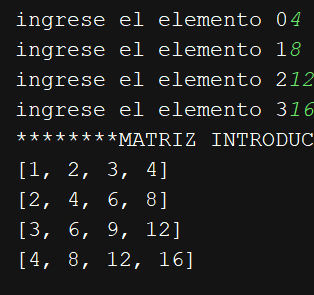 ingrese el elemento 04
ingrese el elemento 18
ingrese el elemento 212
ingrese el elemento 316
********MATRIZ INTRODUC
[1, 2, 3, 4]
[2, 4, 6, 8]
[3, 6, 9, 12]
[4, 8, 12, 16]